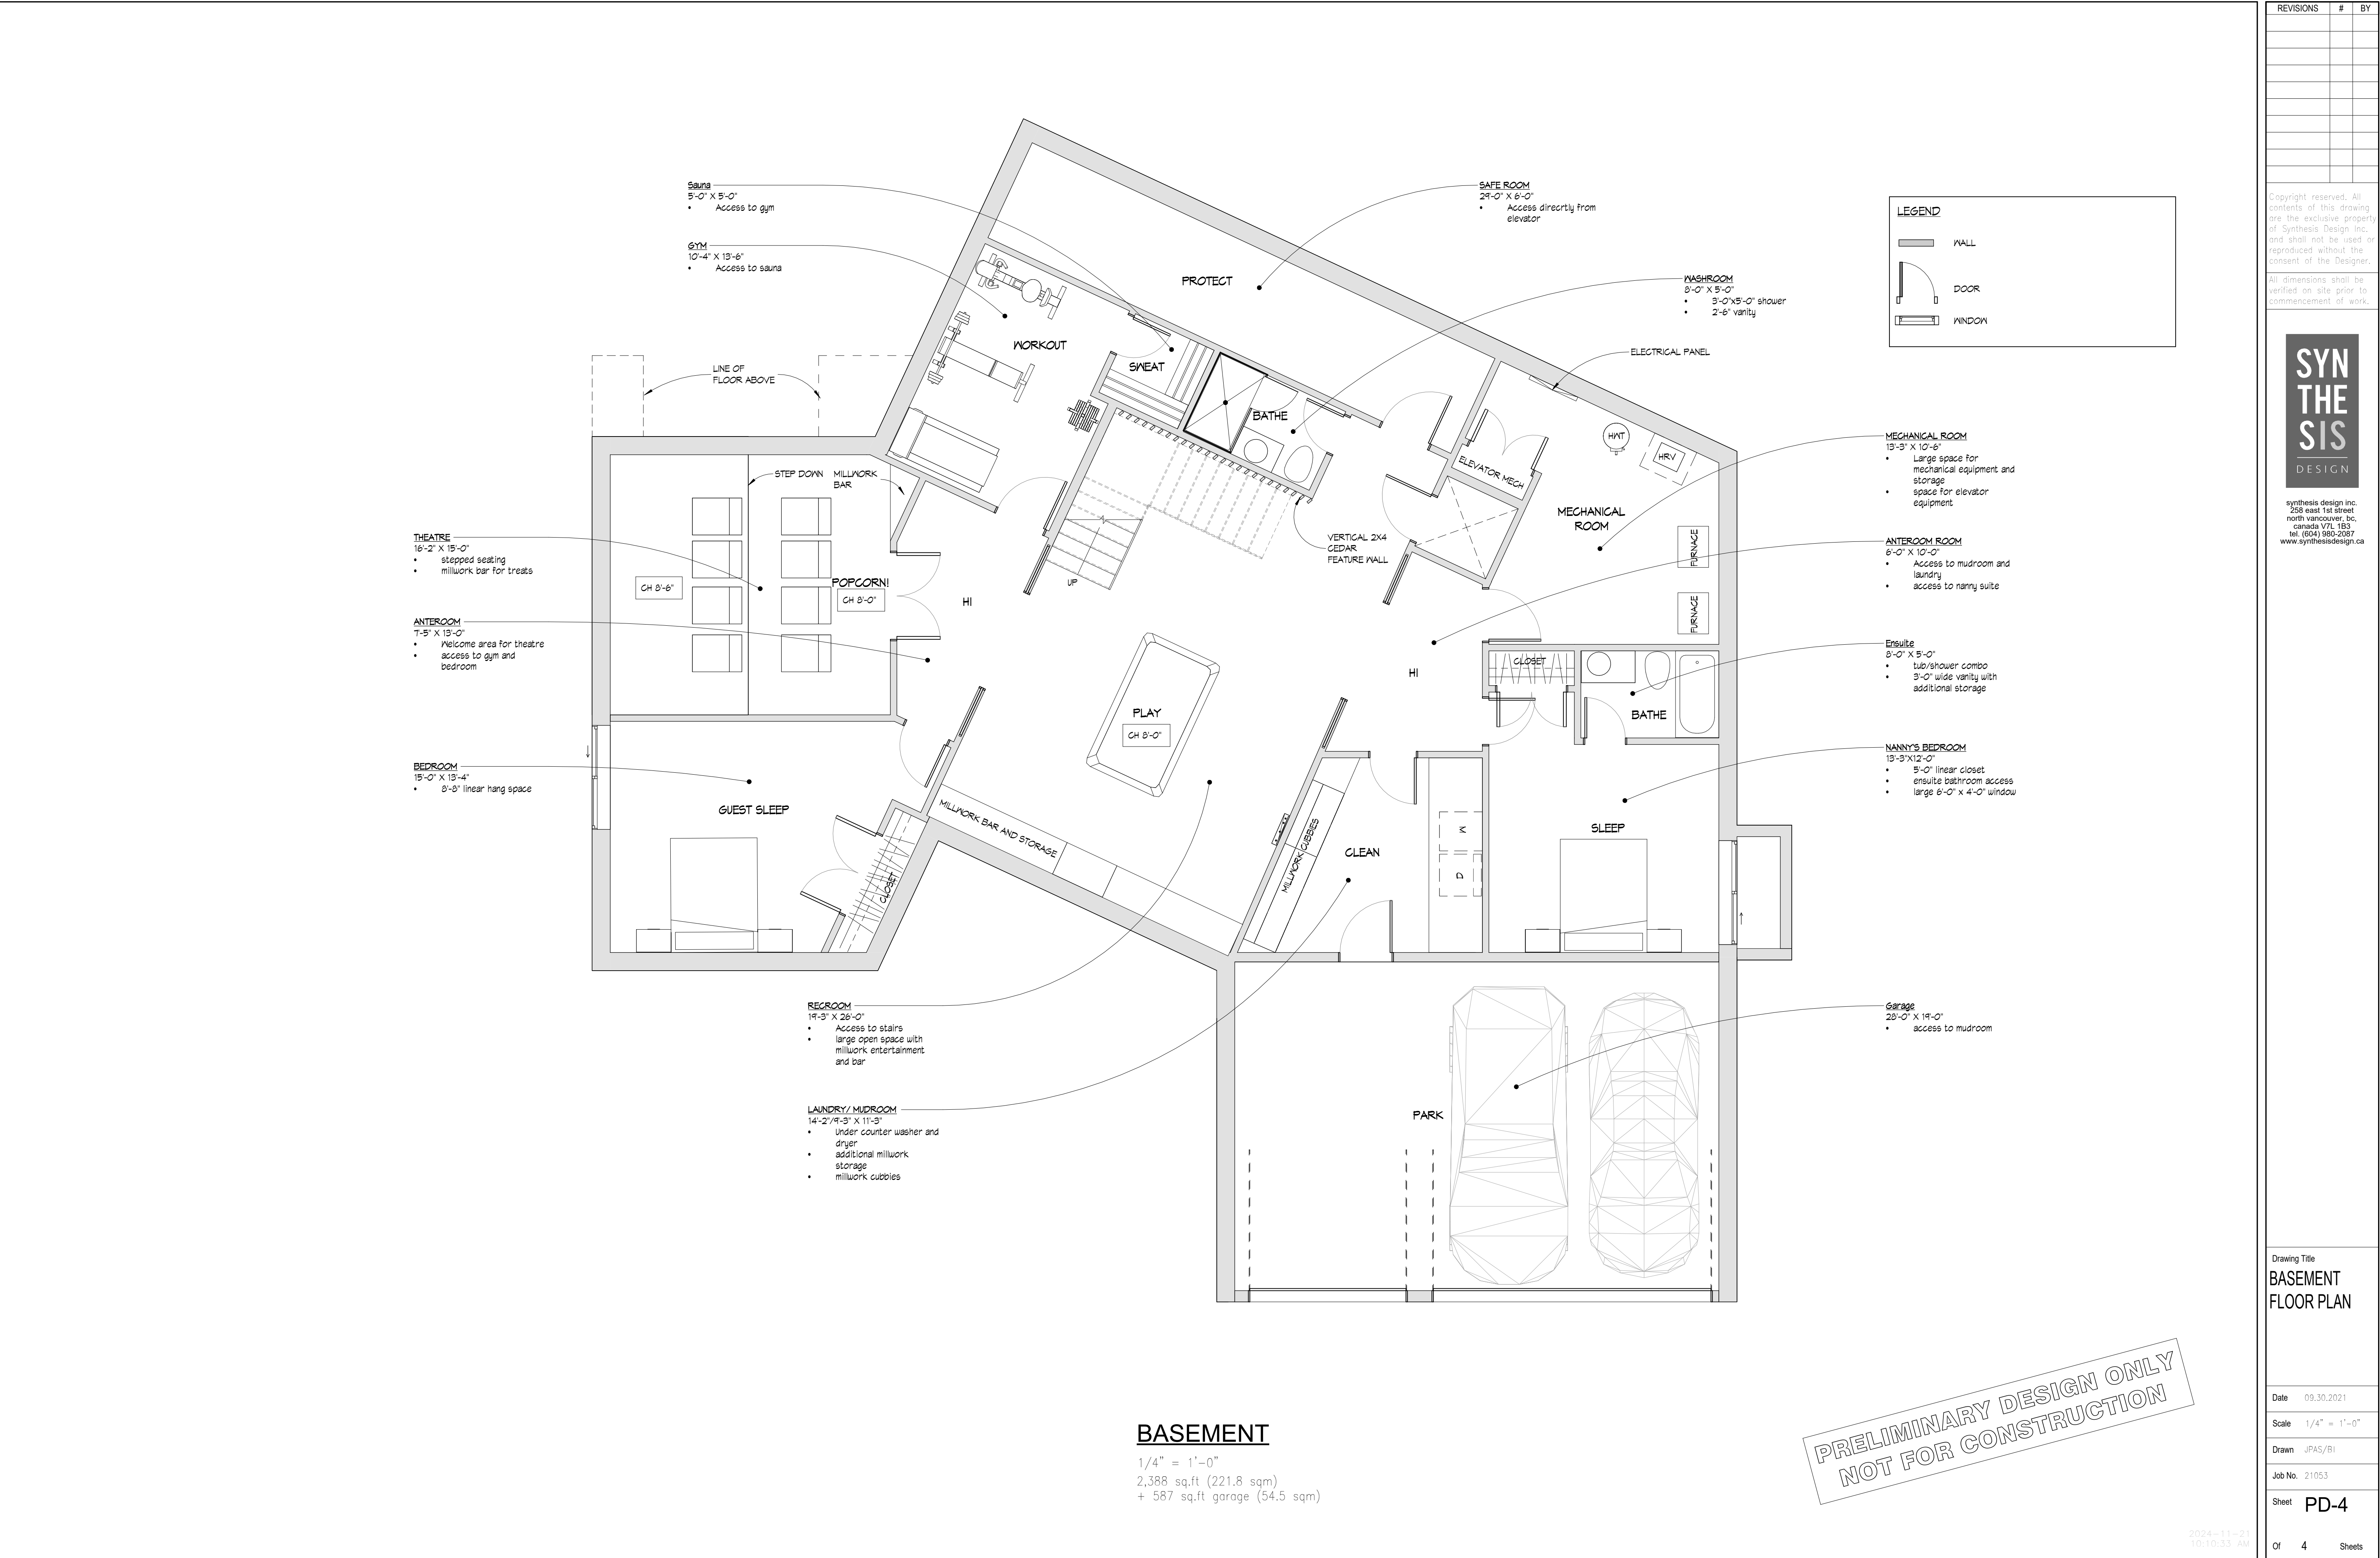 Sauna
5'-0" X 5'-0"
• Access to gym
GYM
10'-4" X 13'-6"
• Access to sauna
LINE OF
FLOOR ABOVE
THEATRE
16'-2" X 15'-0"
• stepped seating
• millwork bar for treats
ANTEROOM
7'-5" X 13'-0"
• Welcome area for theatre
• access to gym and
bedroom
BEDROOM
15'-0" X 13'-4"
• 8'-8" linear hang space
RECROOM
19'-3" X 26'-0"
• Access to stairs
• large open space with
millwork entertainment
and bar
LAUNDRY/ MUDROOM
14'-2"/9'-3" X 11'-3"
• Under counter washer and
dryer
• additional millwork
storage
• millwork cubbies
SAFE ROOM
29'-0" X 6'-0"
• Access direcrtly from
elevator
WASHROOM
8'-0" X 5'-0"
• 3'-0"x5'-0" shower
• 2'-6" vanity
ELECTRICAL PANEL
MECHANICAL ROOM
13'-3" X 10'-6"
• Large space for
mechanical equipment and
storage
• space for elevator
equipment
ANTEROOM ROOM
6'-0" X 10'-0"
• Access to mudroom and
laundry
• access to nanny suite
Ensuite
8'-0" X 5'-0"
• tub/shower combo
• 3'-0" wide vanity with
additional storage
NANNY'S BEDROOM
13'-3"X12'-0"
• 5'-0" linear closet
• ensuite bathroom access
• large 6'-0" x 4'-0" window
Garage
28'-0" X 19'-0"
• access to mudroom
PROTECT
WORKOUT
SWEAT
BATHE
STEP DOWN
MILLWORK
BAR
CH 8'-6"
POPCORN!
CH 8'-0"
HI
UP
VERTICAL 2X4
CEDAR
FEATURE WALL
ELEVATOR MECH
HWT
HRV
MECHANICAL
ROOM
FURNACE
FURNACE
HI
CLOSET
BATHE
PLAY
CH 8'-0"
GUEST SLEEP
CLOSET
MILLWORK BAR AND STORAGE
MILLWORK CUBBIES
CLEAN
W
D
SLEEP
PARK
LEGEND
WALL
DOOR
WINDOW
BASEMENT
1/4" = 1'-0"
2,388 sq.ft (221.8 sqm)
+ 587 sq.ft garage (54.5 sqm)
PRELIMINARY DESIGN ONLY
NOT FOR CONSTRUCTION
2024-11-21
10:10:33 AM
REVISIONS # BY
Copyright reserved. All
contents of this drawing
are the exclusive property
of Synthesis Design Inc.
and shall not be used or
reproduced without the
consent of the Designer.
All dimensions shall be
verified on site prior to
commencement of work.
SYN
THE
SIS
DESIGN
synthesis design inc.
258 east 1st street
north vancouver, bc,
canada V7L 1B3
tel. (604) 980-2087
www.synthesisdesign.ca
Drawing Title
BASEMENT
FLOOR PLAN
Date 09.30.2021
Scale 1/4" = 1'-0"
Drawn JPAS/BI
Job No. 21053
Sheet PD-4
Of 4 Sheets